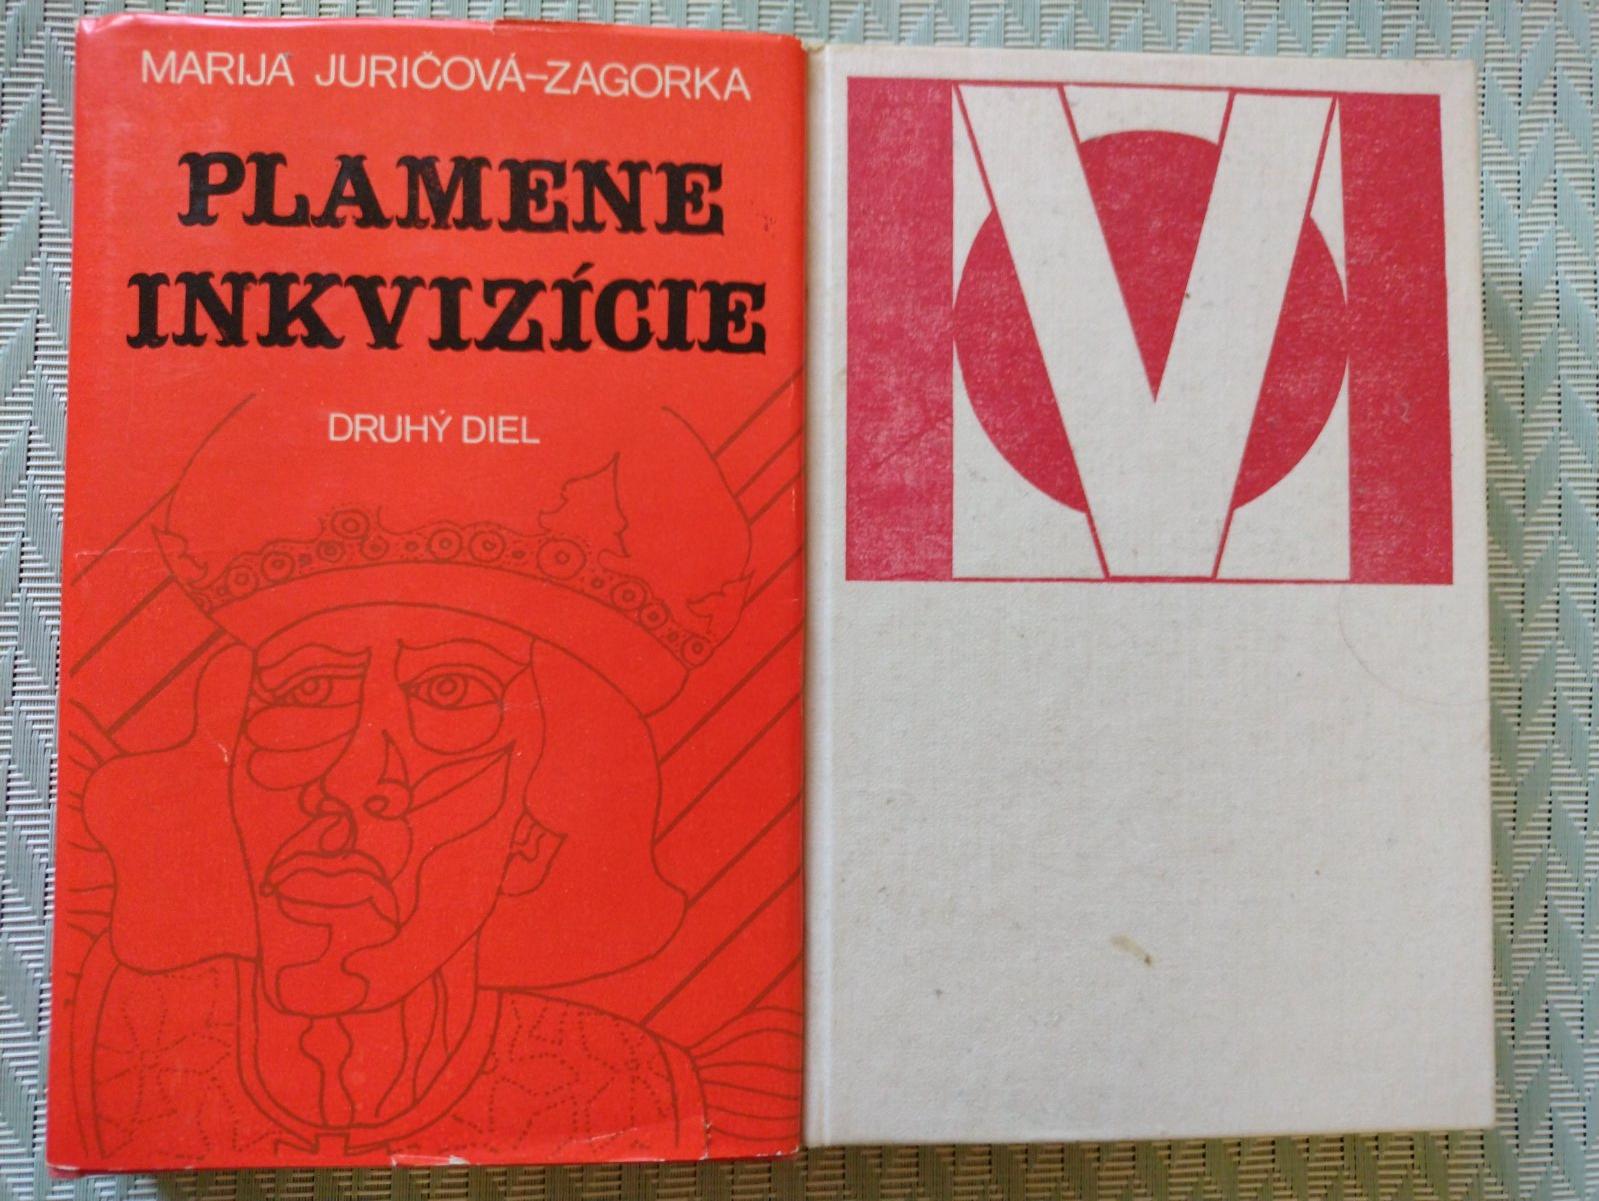 MARIJA JURIČOVÁ-ZAGORKA
PLAMENE
INKVIZÍCIE
DRUHÝ DIEL
V